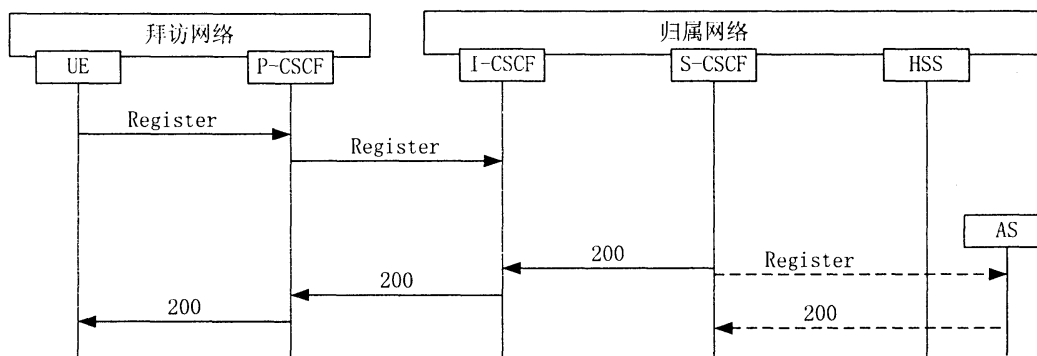 拜访网络 归属网络
UE P-CSCF I-CSCF S-CSCF HSS
Register
Register
AS
200 Register
200
200 200